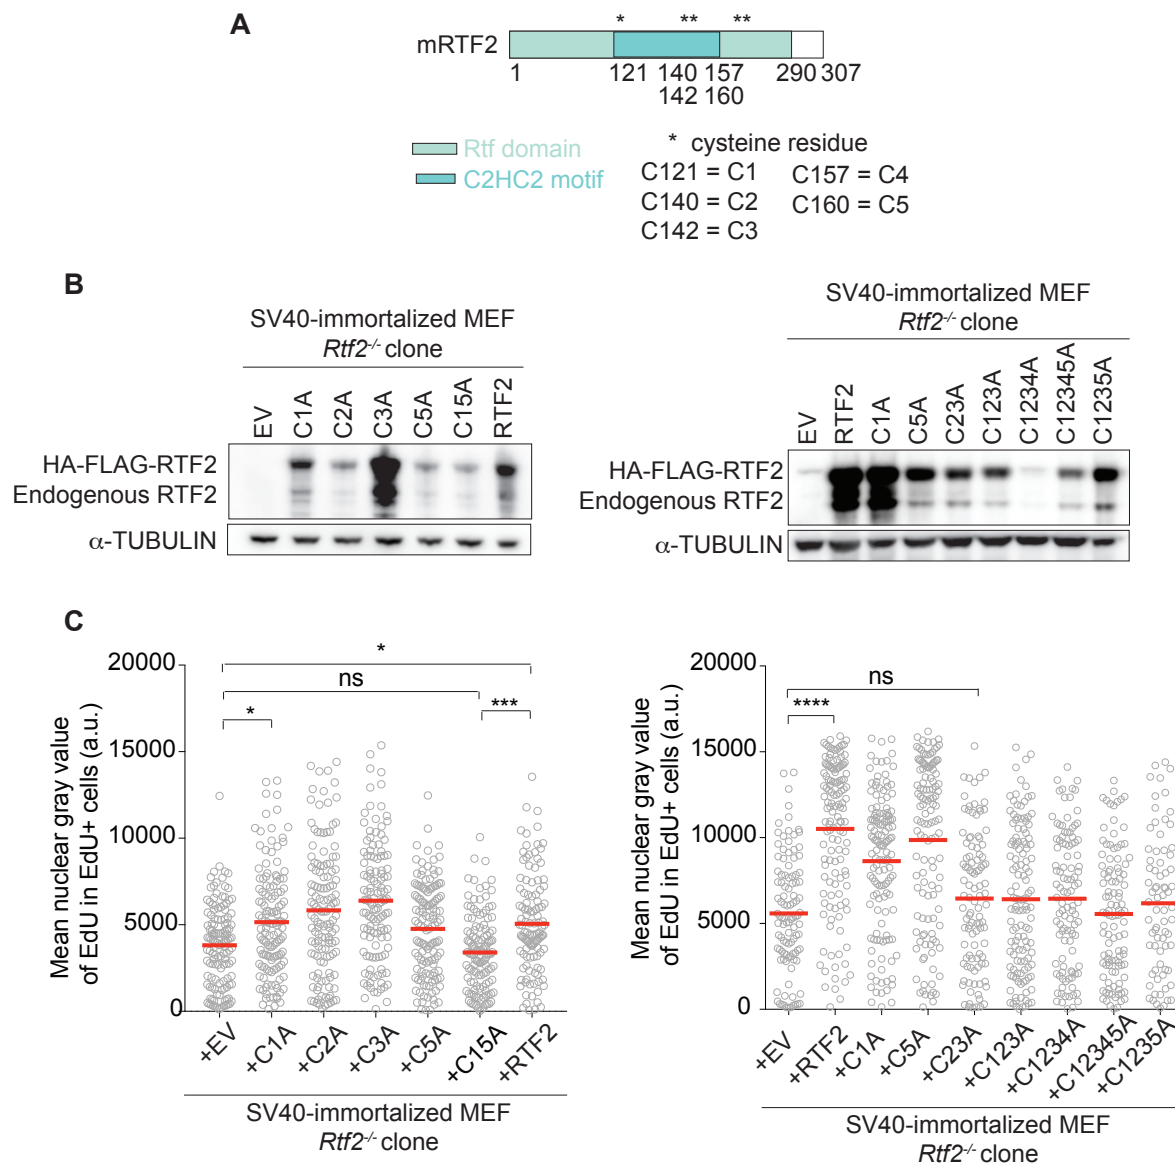 A
* ** **
mRTF2
1 121 140 157 290 307
142 160
Rtf domain
C2HC2 motif
* cysteine residue
C121 = C1
C140 = C2
C142 = C3
C157 = C4
C160 = C5
B
SV40-immortalized MEF
Rtf2-/- clone
EV C1A C2A C3A C5A C15A RTF2
HA-FLAG-RTF2
Endogenous RTF2
α-TUBULIN
SV40-immortalized MEF
Rtf2-/- clone
EV RTF2 C1A C5A C23A C123A C1234A C12345A C1235A
HA-FLAG-RTF2
Endogenous RTF2
α-TUBULIN
C
Mean nuclear gray value
of EdU in EdU+ cells (a.u.)
20000
15000
10000
5000
0
*
ns
*
***
+EV +C1A +C2A +C3A +C5A +C15A +RTF2
SV40-immortalized MEF
Rtf2-/- clone
Mean nuclear gray value
of EdU in EdU+ cells (a.u.)
20000
15000
10000
5000
0
ns
****
+EV +RTF2 +C1A +C5A +C23A +C123A +C1234A +C12345A +C1235A
SV40-immortalized MEF
Rtf2-/- clone